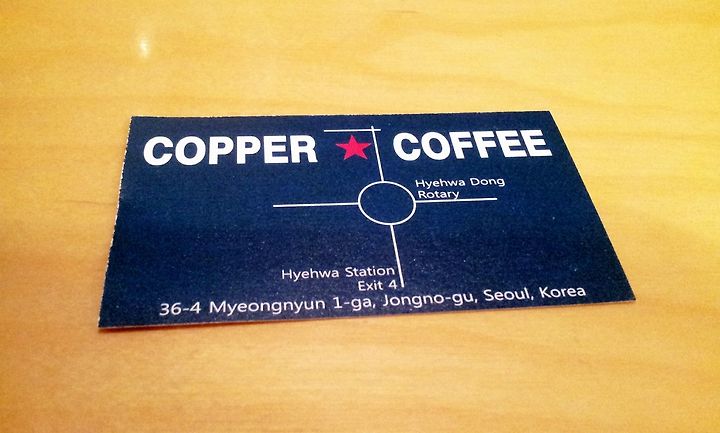 COPPER ★ COFFEE
Hyehwa Dong
Rotary
Hyehwa Station
Exit 4
36-4 Myeongnyun 1-ga, Jongno-gu, Seoul, Korea